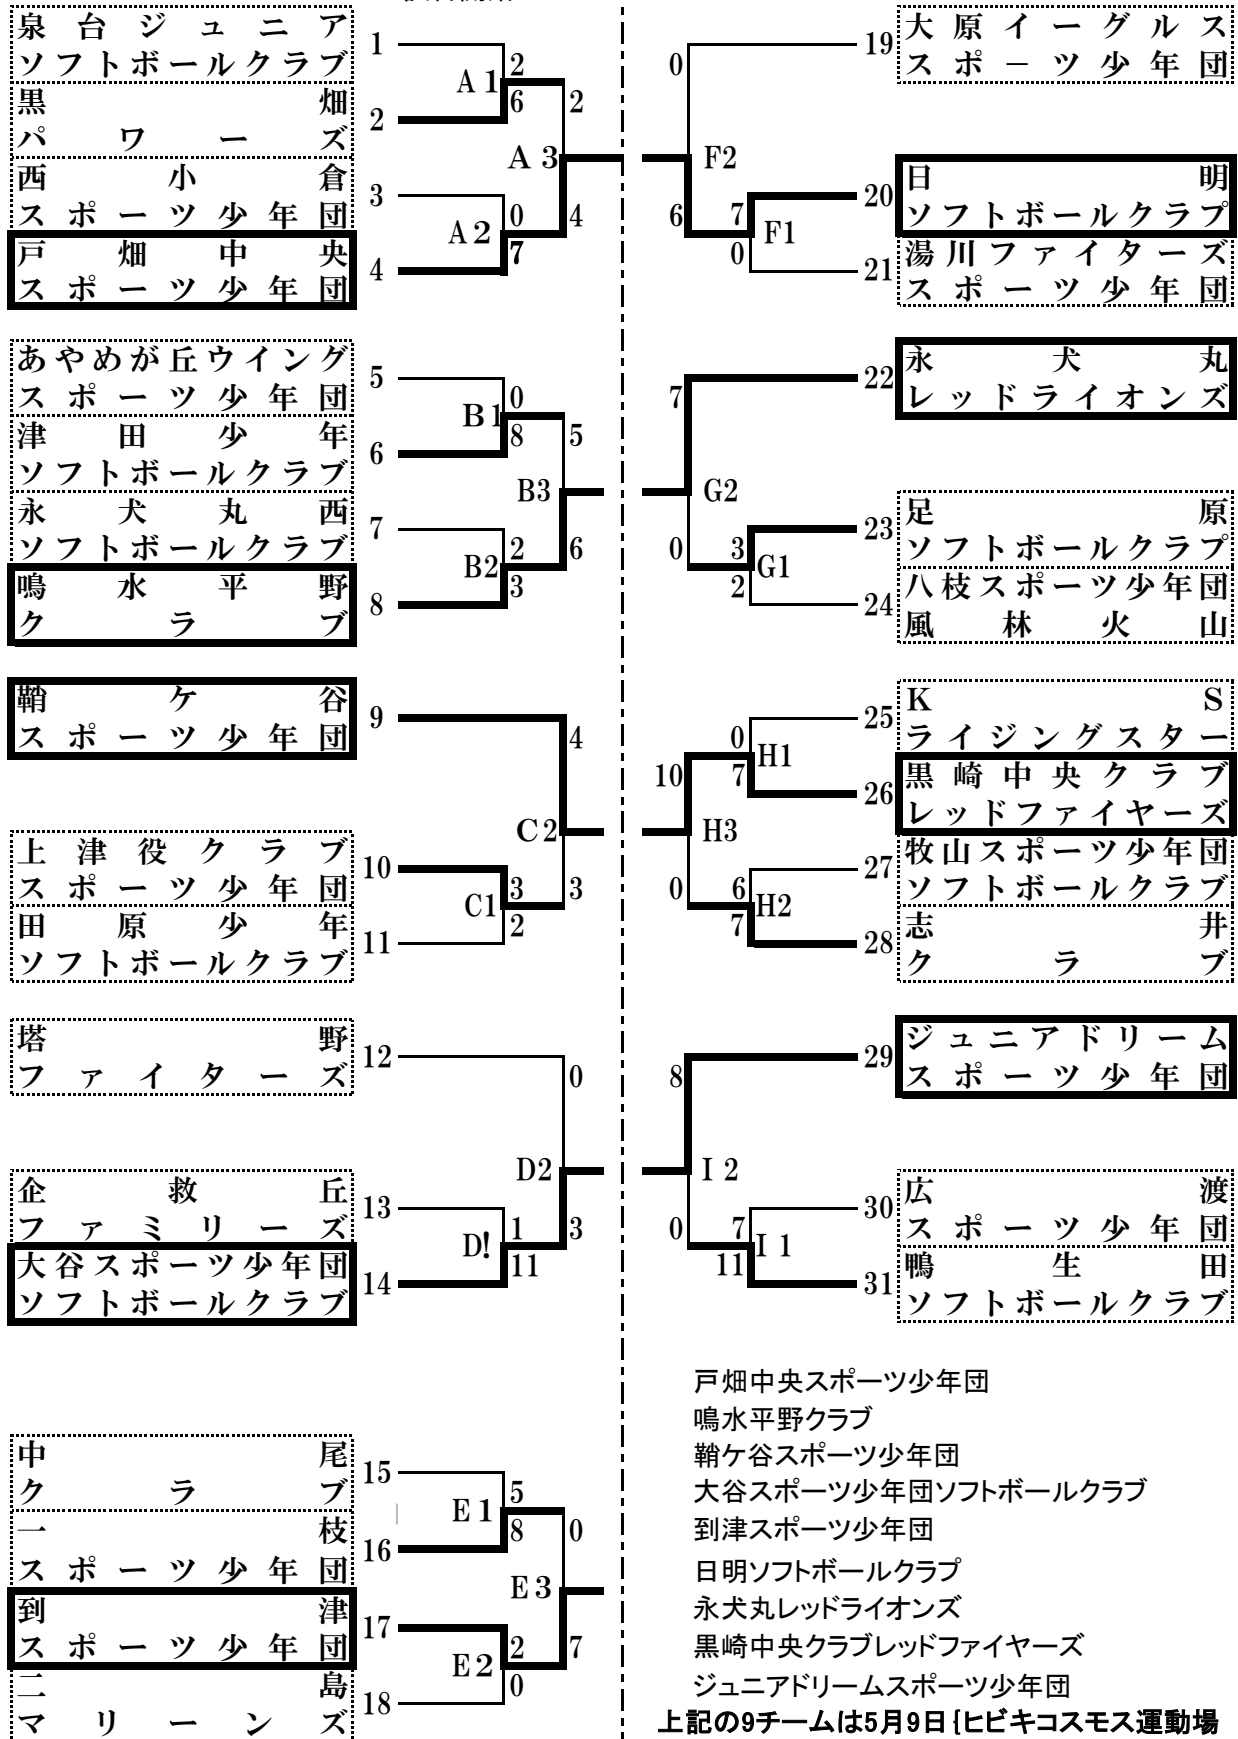 泉台ジュニア
ソフトボールクラブ
1
黒畑
パワーズ
2
A1
2
6
2
西小倉
スポーツ少年団
3
戸畑中央
スポーツ少年団
4
A2
0
7
A3
4
あやめが丘ウイング
スポーツ少年団
5
津田少年
ソフトボールクラブ
6
B1
0
8
5
永犬丸西
ソフトボールクラブ
7
鳴水平野
クラブ
8
B2
2
3
B3
6
鞘ケ谷
スポーツ少年団
9
4
C2
上津役クラブ
スポーツ少年団
10
田原少年
ソフトボールクラブ
11
C1
3
2
3
塔野
ファイターズ
12
0
D2
企救丘
ファミリーズ
13
大谷スポーツ少年団
ソフトボールクラブ
14
D!
1
11
3
中尾
クラブ
15
一枝
スポーツ少年団
16
E1
5
8
0
E3
到津
スポーツ少年団
17
二島
マリーンズ
18
E2
2
0
7
19
大原イーグルス
スポーツ少年団
0
F2
20
日明
ソフトボールクラブ
21
湯川ファイターズ
スポーツ少年団
6
7
0
F1
22
永犬丸
レッドライオンズ
7
G2
23
足原
ソフトボールクラブ
24
八枝スポーツ少年団
風林火山
0
3
2
G1
25
KS
ライジングスター
26
黒崎中央クラブ
レッドファイヤーズ
10
0
7
H1
H3
27
牧山スポーツ少年団
ソフトボールクラブ
28
志井
クラブ
0
6
7
H2
29
ジュニアドリーム
スポーツ少年団
8
I2
30
広渡
スポーツ少年団
31
鴨生田
ソフトボールクラブ
0
7
11
I1
戸畑中央スポーツ少年団
鳴水平野クラブ
鞘ケ谷スポーツ少年団
大谷スポーツ少年団ソフトボールクラブ
到津スポーツ少年団
日明ソフトボールクラブ
永犬丸レッドライオンズ
黒崎中央クラブレッドファイヤーズ
ジュニアドリームスポーツ少年団
上記の9チームは5月9日{ヒビキコスモス運動場